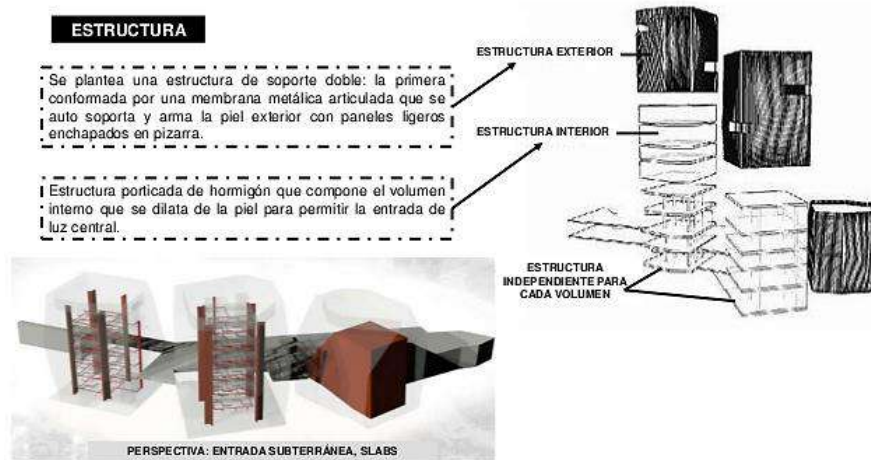 ESTRUCTURA
Se plantea una estructura de soporte doble: la primera
conformada por una membrana metálica articulada que se
auto soporta y arma la piel exterior con paneles ligeros
enchapados en pizarra.
Estructura porticada de hormigón que compone el volumen
interno que se dilata de la piel para permitir la entrada de
luz central.
ESTRUCTURA EXTERIOR
ESTRUCTURA INTERIOR
ESTRUCTURA
INDEPENDIENTE PARA
CADA VOLUMEN
PERSPECTIVA: ENTRADA SUBTERRÁNEA, SLABS